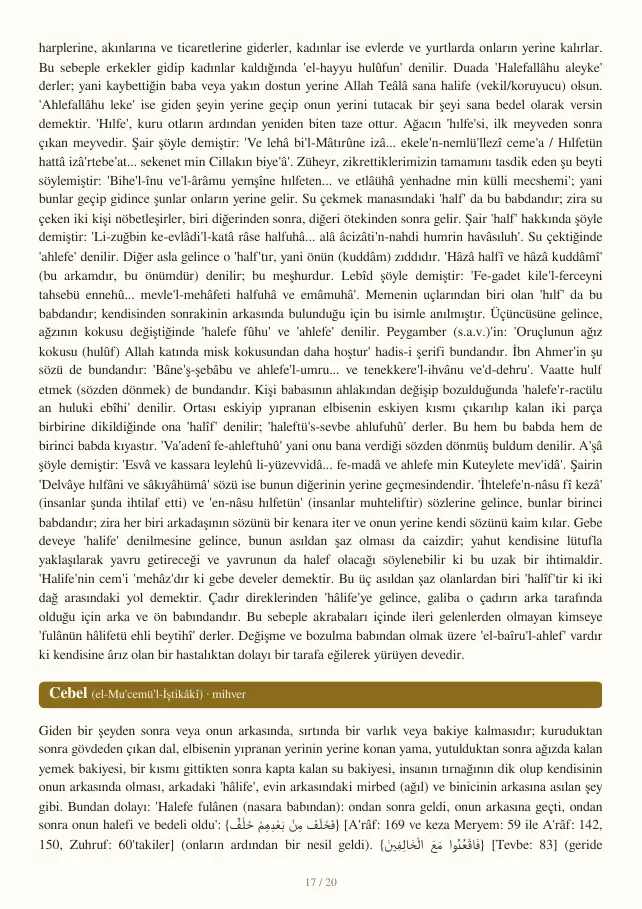 harplerine, akınlarına ve ticaretlerine giderler, kadınlar ise evlerde ve yurtlarda onların yerine kalırlar.
Bu sebeple erkekler gidip kadınlar kaldığında 'el-hayyu hulûfun' denilir. Duada 'Halefallâhu aleyke'
derler; yani kaybettiğin baba veya yakın dostun yerine Allah Teâlâ sana halife (vekil/koruyucu) olsun.
'Ahlefallâhu leke' ise giden şeyin yerine geçip onun yerini tutacak bir şeyi sana bedel olarak versin
demektir. 'Hılfe', kuru otların ardından yeniden biten taze ottur. Ağacın 'hılfe'si, ilk meyveden sonra
çıkan meyvedir. Şair şöyle demiştir: 'Ve lehâ bi'l-Mâtırûne izâ... ekele'n-nemlü'llezî ceme'a / Hılfetün
hattâ izâ'rtebe'at... sekenet min Cillakın biye'â'. Züheyr, zikrettiklerimizin tamamını tasdik eden şu beyti
söylemiştir: 'Bihe'l-înu ve'l-ârâmu yemşîne hılfeten... ve etlâühâ yenhadne min külli mecshemi'; yani
bunlar geçip gidince şunlar onların yerine gelir. Su çekmek manasındaki 'half' da bu babdandır; zira su
çeken iki kişi nöbetleşirler, biri diğerinden sonra, diğeri ötekinden sonra gelir. Şair 'half' hakkında şöyle
demiştir: 'Li-zuğbin ke-evlâdi'l-katâ râse halfuhâ... alâ âcizâti'n-nahdi humrin havâsıluh'. Su çektiğinde
'ahlefe' denilir. Diğer asla gelince o 'half'tır, yani önün (kuddâm) zıddıdır. 'Hâzâ halfî ve hâzâ kuddâmî'
(bu arkamdır, bu önümdür) denilir; bu meşhurdur. Lebîd şöyle demiştir: 'Fe-gadet kile'l-ferceyni
tahsebü ennehû... mevle'l-mehâfeti halfuhâ ve emâmuhâ'. Memenin uçlarından biri olan 'hılf' da bu
babdandır; kendisinden sonrakinin arkasında bulunduğu için bu isimle anılmıştır. Üçüncüsüne gelince,
ağzının kokusu değiştiğinde 'halefe fûhu' ve 'ahlefe' denilir. Peygamber (s.a.v.)'in: 'Oruçlunun ağız
kokusu (hulûf) Allah katında misk kokusundan daha hoştur' hadis-i şerifi bundandır. İbn Ahmer'in şu
sözü de bundandır: 'Bâne'ş-şebâbu ve ahlefe'l-umru... ve tenekkere'l-ihvânu ve'd-dehru'. Vaatte hulf
etmek (sözden dönmek) de bundandır. Kişi babasının ahlakından değişip bozulduğunda 'halefe'r-racülu
an huluki ebîhi' denilir. Ortası eskiyip yıpranan elbisenin eskiyen kısmı çıkarılıp kalan iki parça
birbirine dikildiğinde ona 'halîf' denilir; 'haleftü's-sevbe ahlufuhû' derler. Bu hem bu babda hem de
birinci babda kıyastır. 'Va'adenî fe-ahleftuhû' yani onu bana verdiği sözden dönmüş buldum denilir. A'şâ
şöyle demiştir: 'Esvâ ve kassara leylehû li-yüzevvidâ... fe-madâ ve ahlefe min Kuteylete mev'idâ'. Şairin
'Delvâye hılfâni ve sâkıyâhümâ' sözü ise bunun diğerinin yerine geçmesindendir. 'İhtelefe'n-nâsu fî kezâ'
(insanlar şunda ihtilaf etti) ve 'en-nâsu hılfetün' (insanlar muhteliftir) sözlerine gelince, bunlar birinci
babdandır; zira her biri arkadaşının sözünü bir kenara iter ve onun yerine kendi sözünü kaim kılar. Gebe
deveye 'halife' denilmesine gelince, bunun asıldan şaz olması da caizdir; yahut kendisine lütufla
yaklaşılarak yavru getireceği ve yavrunun da halef olacağı söylenebilir ki bu uzak bir ihtimaldir.
'Halife'nin cem'i 'mehâz'dır ki gebe develer demektir. Bu üç asıldan şaz olanlardan biri 'halîf'tir ki iki
dağ arasındaki yol demektir. Çadır direklerinden 'hâlife'ye gelince, galiba o çadırın arka tarafında
olduğu için arka ve ön babındandır. Bu sebeple akrabaları içinde ileri gelenlerden olmayan kimseye
'fulânün hâlifetü ehli beytihî' derler. Değişme ve bozulma babından olmak üzere 'el-baîru'l-ahlef' vardır
ki kendisine ârız olan bir hastalıktan dolayı bir tarafa eğilerek yürüyen devedir.
Cebel (el-Mu'cemü'l-İştikâkî) · mihver
Giden bir şeyden sonra veya onun arkasında, sırtında bir varlık veya bakiye kalmasıdır; kuruduktan
sonra gövdeden çıkan dal, elbisenin yıpranan yerinin yerine konan yama, yutulduktan sonra ağızda kalan
yemek bakiyesi, bir kısmı gittikten sonra kapta kalan su bakiyesi, insanın tırnağının dik olup kendisinin
onun arkasında olması, arkadaki 'hâlife', evin arkasındaki mirbed (ağıl) ve binicinin arkasına asılan şey
gibi. Bundan dolayı: 'Halefe fulânen (nasara babından): ondan sonra geldi, onun arkasına geçti, ondan
sonra onun halefi ve bedeli oldu': {فَخَلَفَ مِنْ بَعْدِهِمْ خَلْفٌ} [A'râf: 169 ve keza Meryem: 59 ile A'râf: 142,
150, Zuhruf: 60'takiler] (onların ardından bir nesil geldi). {فَاقْعُدُوا مَعَ الْخَالِفِينَ} [Tevbe: 83] (geride
17 / 20